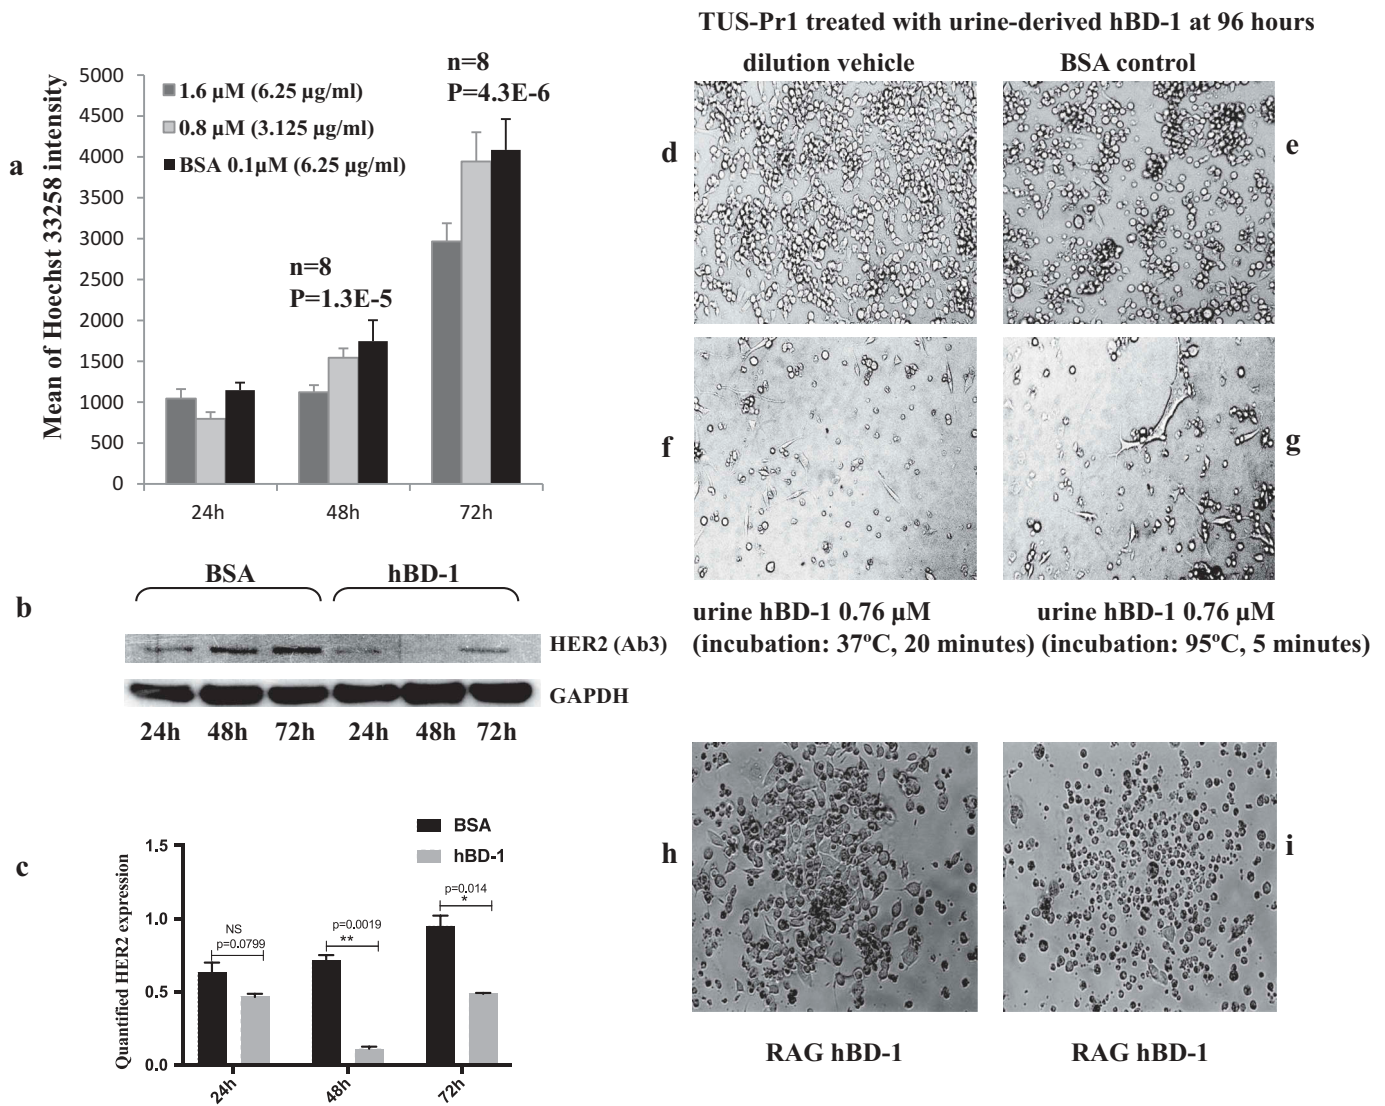 TUS-Pr1 treated with urine-derived hBD-1 at 96 hours
dilution vehicle
BSA control
a
Mean of Hoechst 33258 intensity
5000
4500
4000
3500
3000
2500
2000
1500
1000
500
0
1.6 µM (6.25 µg/ml)
0.8 µM (3.125 µg/ml)
BSA 0.1µM (6.25 µg/ml)
n=8
P=1.3E-5
n=8
P=4.3E-6
24h
48h
72h
d
e
f
g
urine hBD-1 0.76 µM
(incubation: 37ºC, 20 minutes)
urine hBD-1 0.76 µM
(incubation: 95ºC, 5 minutes)
b
BSA
hBD-1
HER2 (Ab3)
GAPDH
24h
48h
72h
24h
48h
72h
c
Quantified HER2 expression
1.5
1.0
0.5
0.0
BSA
hBD-1
NS
p=0.0799
p=0.0019
**
p=0.014
*
24h
48h
72h
h
i
RAG hBD-1
RAG hBD-1